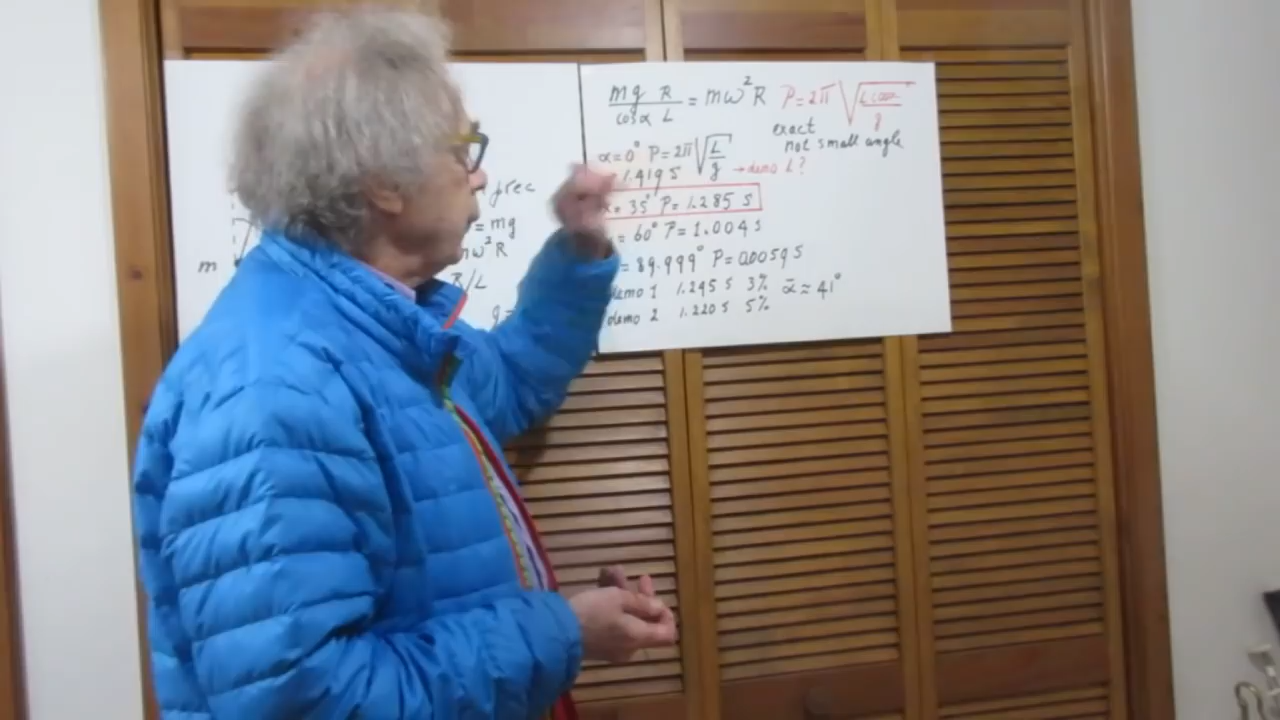 prec
= mg
m
mω²R
R/L
g =
mg R / cosα L = mω²R P = 2π √(L cosα / g)
exact
not small angle
α = 0° P = 2π √(L/g)
1.419 s → demo L?
= 35° P = 1.285 s
= 60° P = 1.004 s
= 89.999° P = 0.0059 s
demo 1 1.245 s 3% ᾱ ≈ 41°
demo 2 1.220 s 5%